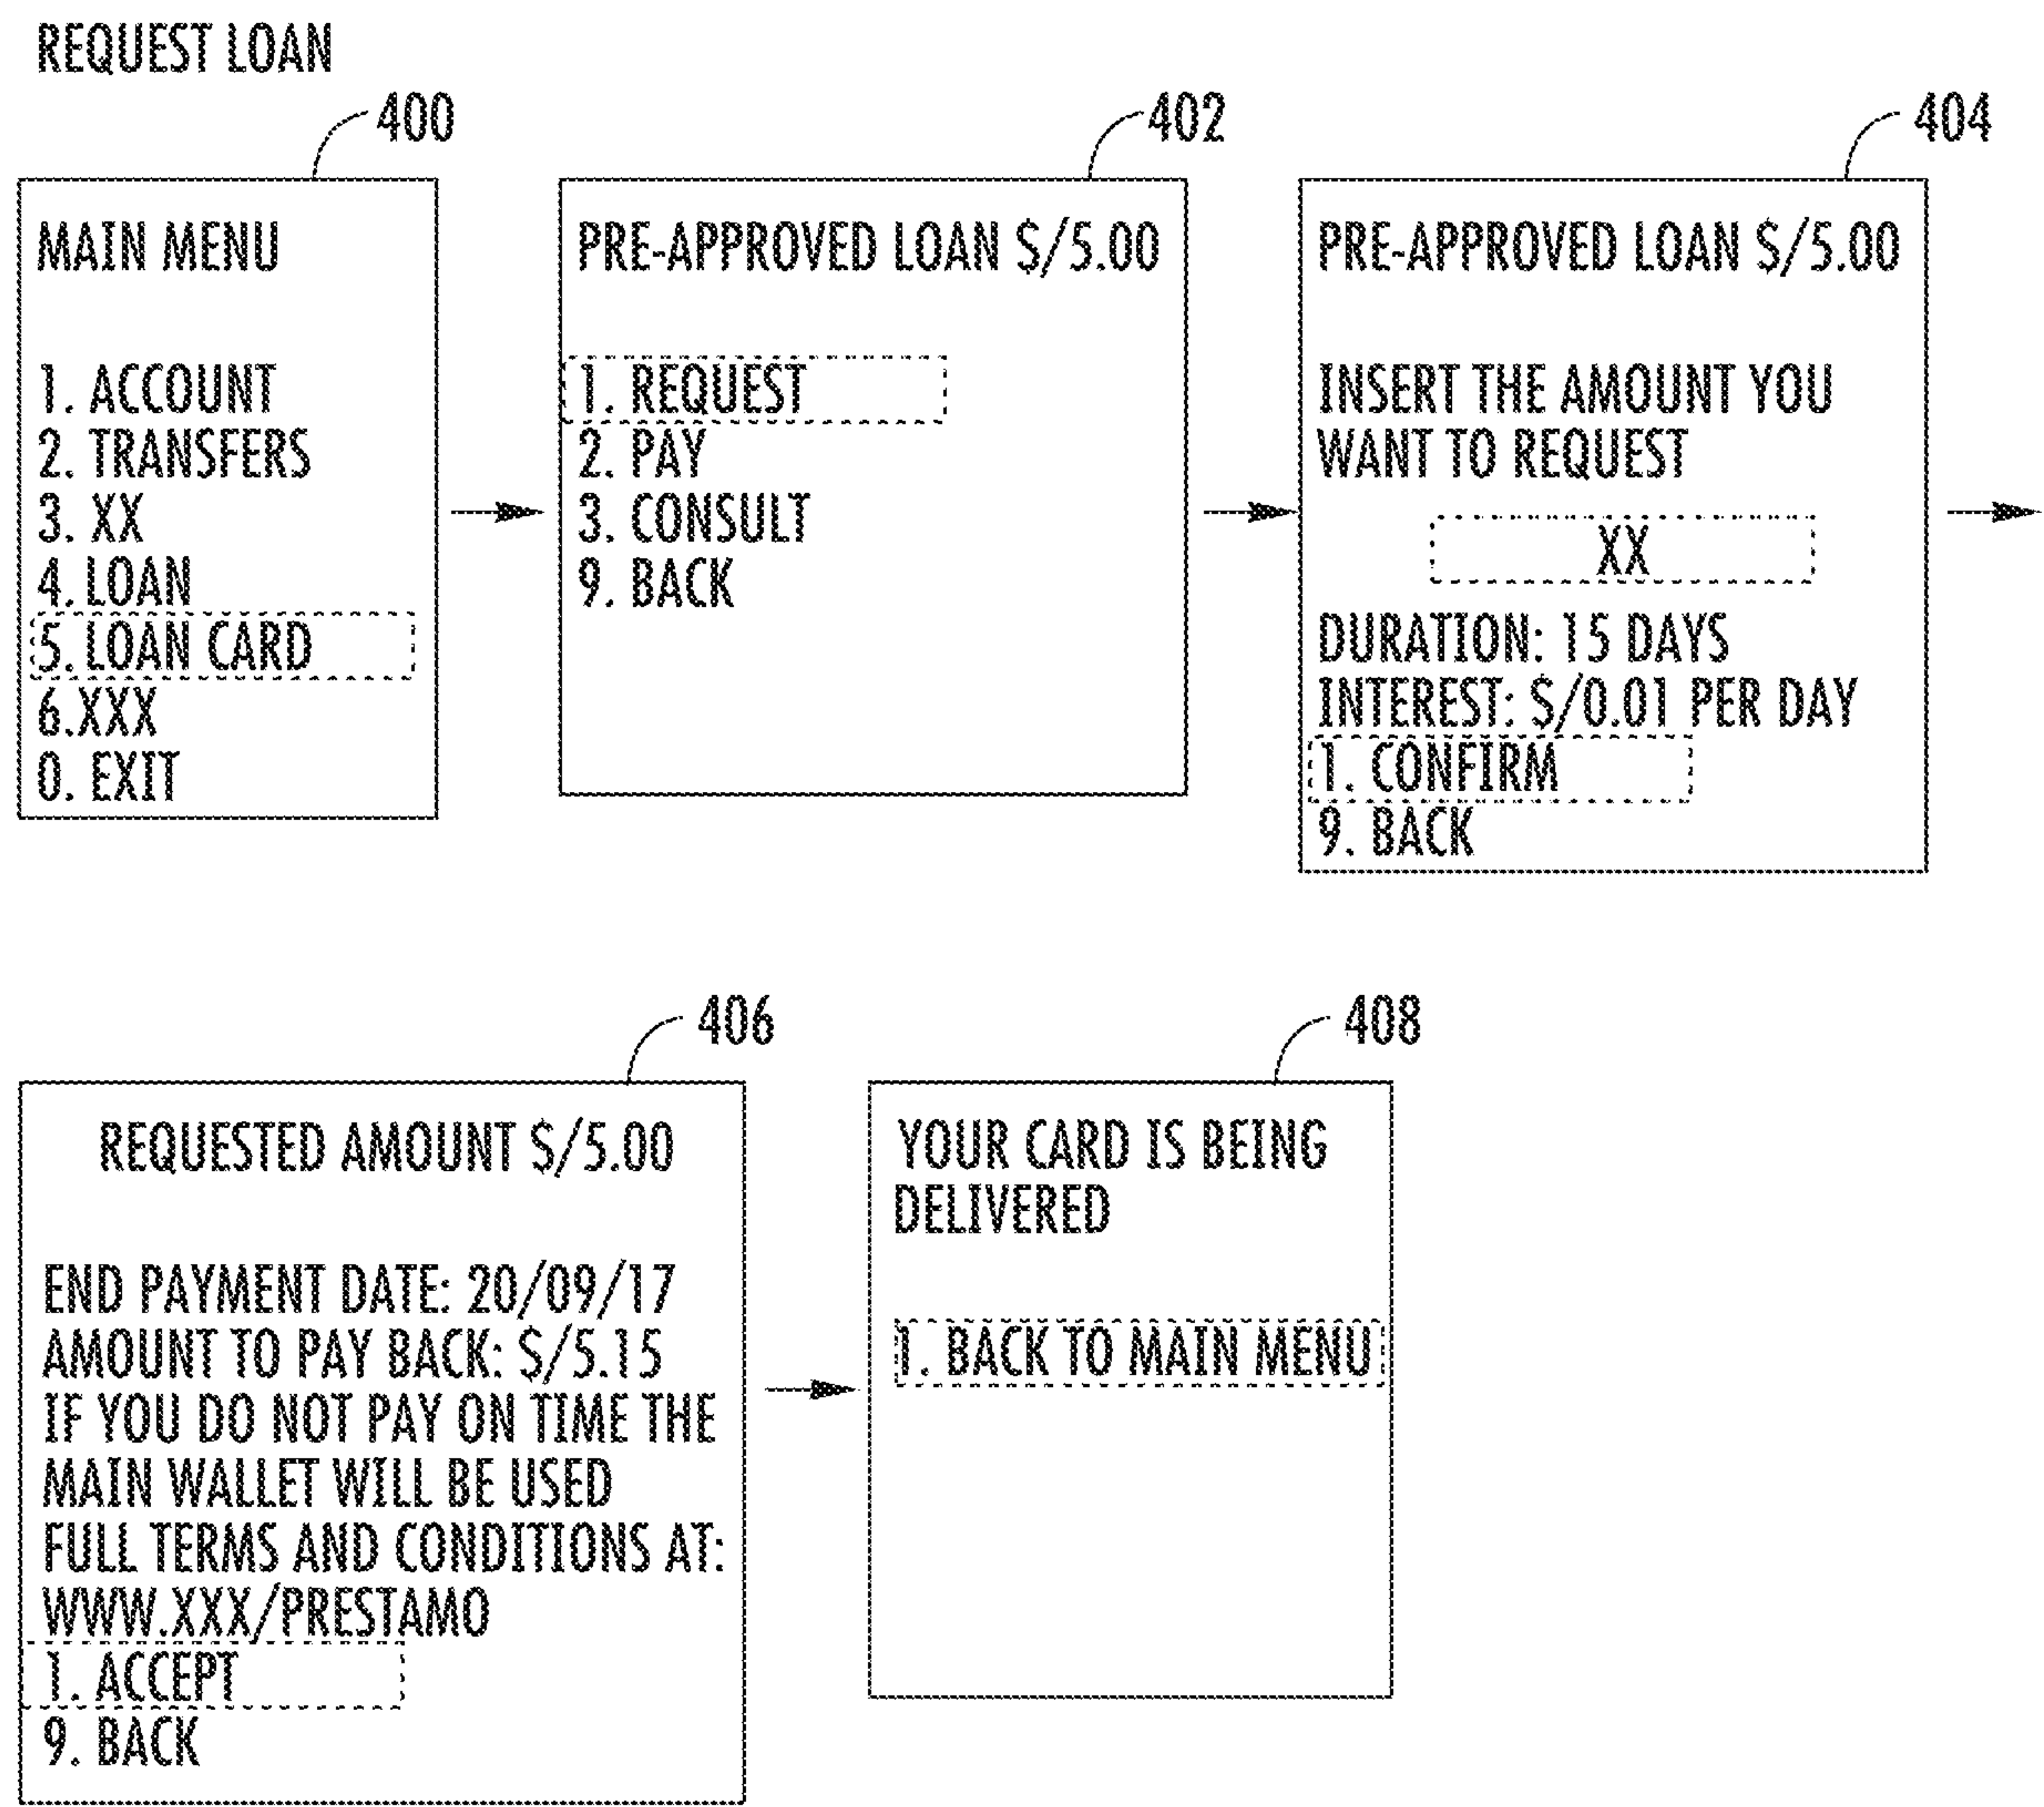 REQUEST LOAN
400
MAIN MENU
1. ACCOUNT
2. TRANSFERS
3. XX
4. LOAN
5. LOAN CARD
6.XXX
0. EXIT
402
PRE-APPROVED LOAN $/5.00
1. REQUEST
2. PAY
3. CONSULT
9. BACK
404
PRE-APPROVED LOAN $/5.00
INSERT THE AMOUNT YOU
WANT TO REQUEST
XX
DURATION: 15 DAYS
INTEREST: $/0.01 PER DAY
1. CONFIRM
9. BACK
406
REQUESTED AMOUNT $/5.00
END PAYMENT DATE: 20/09/17
AMOUNT TO PAY BACK: $/5.15
IF YOU DO NOT PAY ON TIME THE
MAIN WALLET WILL BE USED
FULL TERMS AND CONDITIONS AT:
WWW.XXX/PRESTAMO
1. ACCEPT
9. BACK
408
YOUR CARD IS BEING
DELIVERED
1. BACK TO MAIN MENU